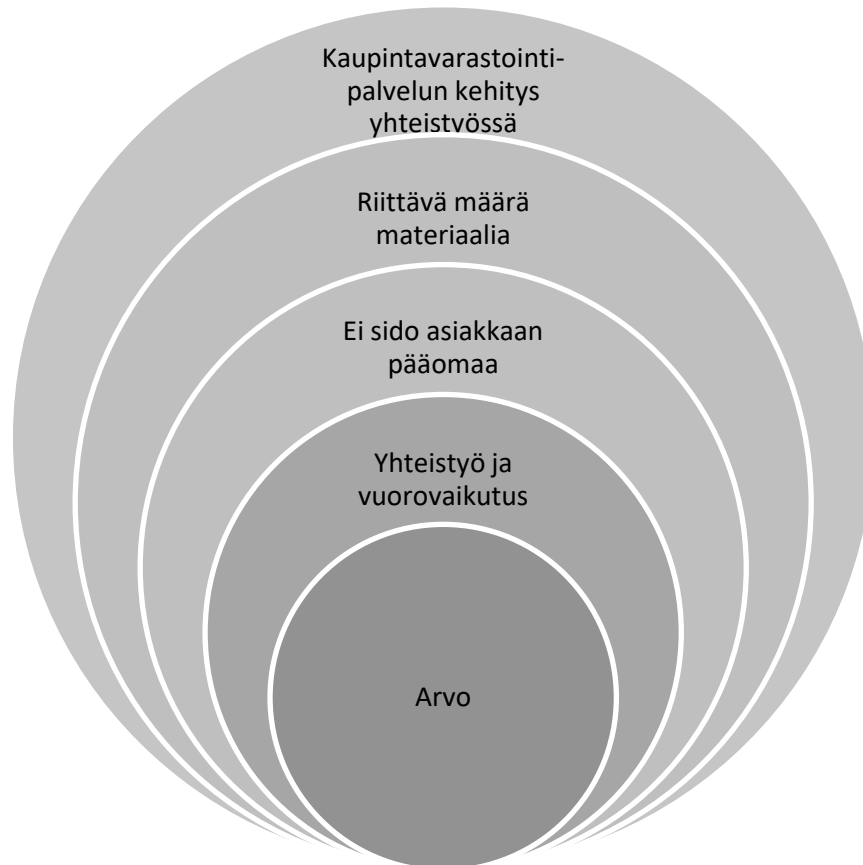 Kaupintavarastointi-
palvelun kehitys
yhteistyössä
Riittävä määrä
materiaalia
Ei sido asiakkaan
pääomaa
Yhteistyö ja
vuorovaikutus
Arvo